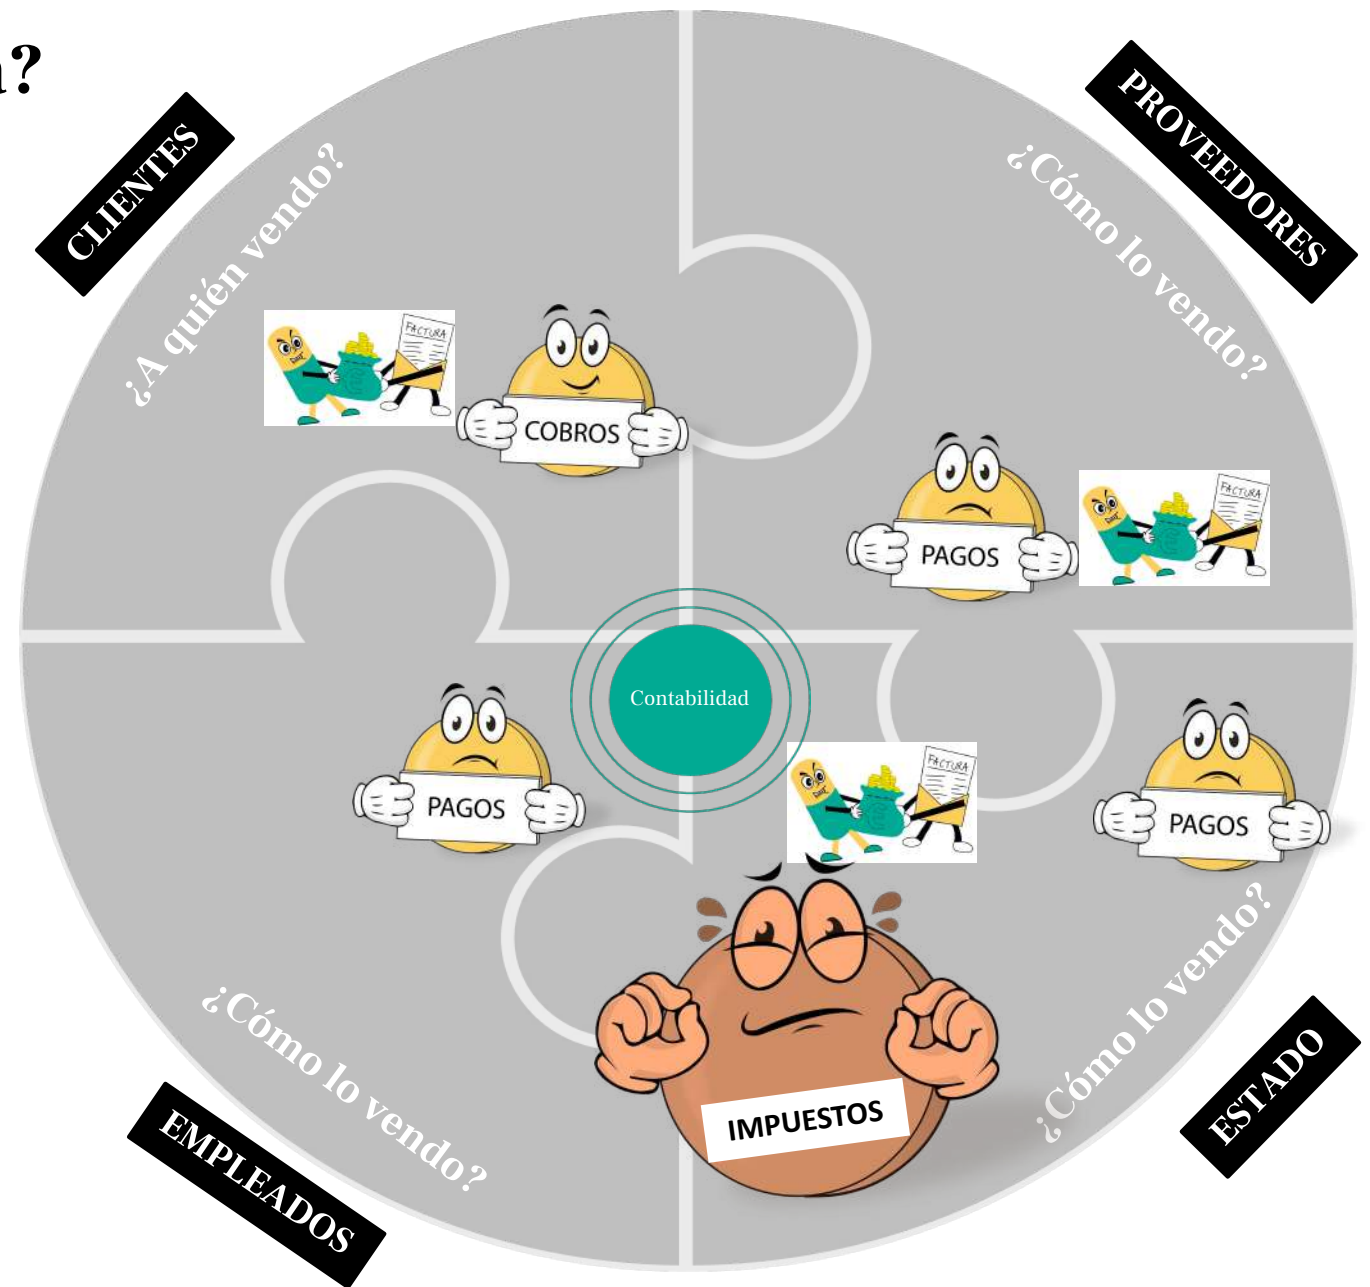 a?
CLIENTES
¿A quién vendo?
FACTURA
COBROS
PROVEEDORES
¿Cómo lo vendo?
PAGOS
FACTURA
Contabilidad
PAGOS
¿Cómo lo vendo?
EMPLEADOS
FACTURA
PAGOS
IMPUESTOS
¿Cómo lo vendo?
ESTADO